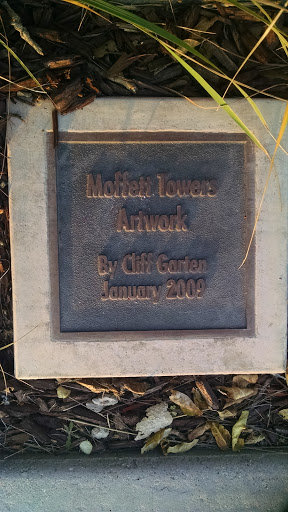 Moffett Towers
Artwork
By Cliff Garten
January 2009